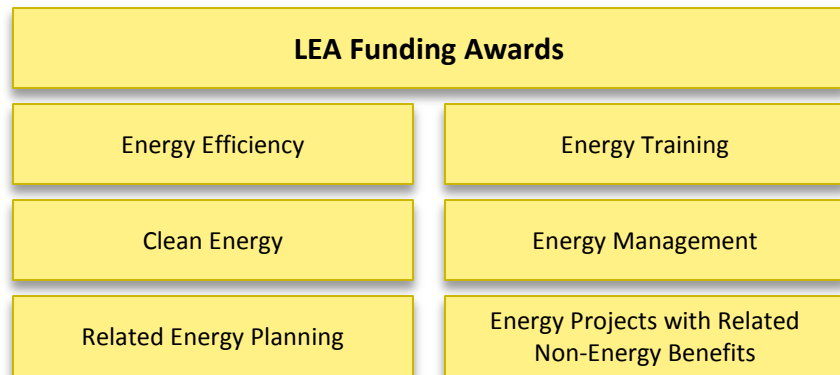 LEA Funding Awards
Energy Efficiency
Energy Training
Clean Energy
Energy Management
Related Energy Planning
Energy Projects with Related
Non-Energy Benefits